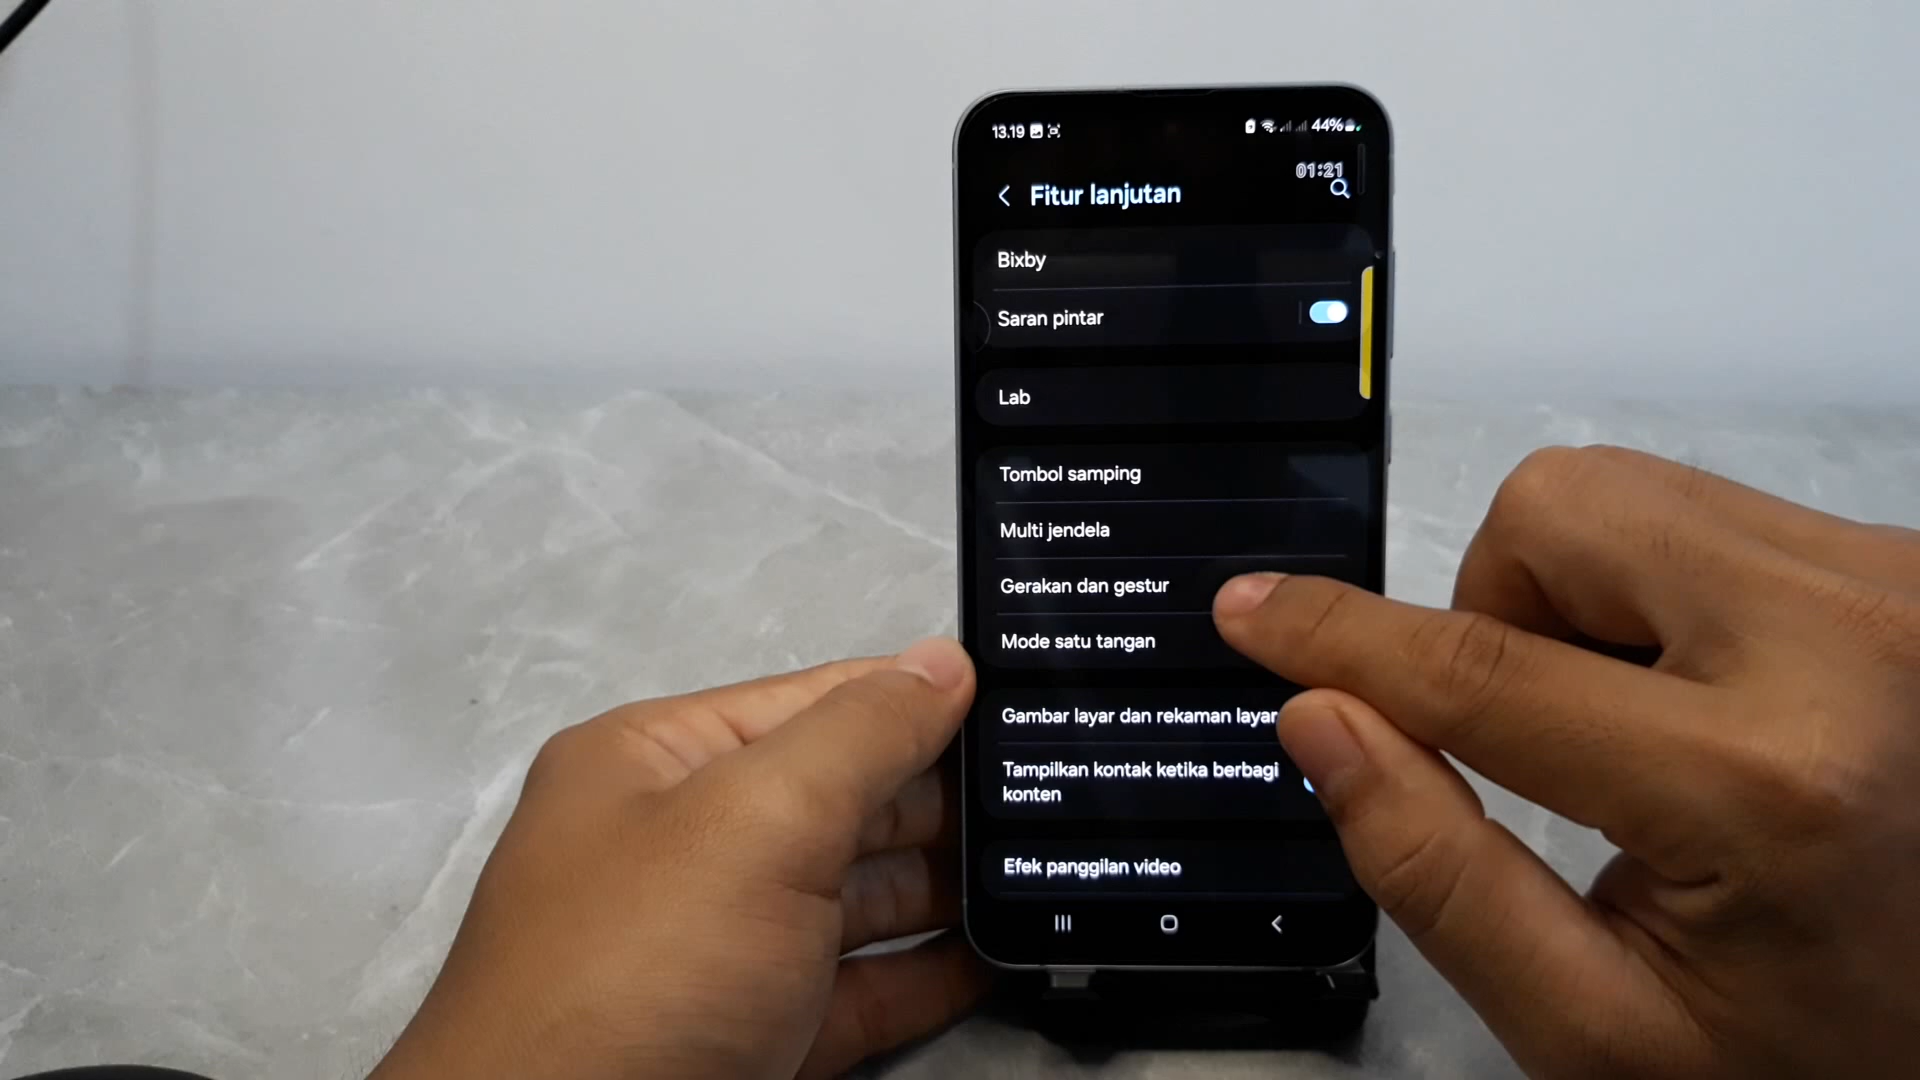 13.19
44%
01:21
Fitur lanjutan
Bixby
Saran pintar
Lab
Tombol samping
Multi jendela
Gerakan dan gestur
Mode satu tangan
Gambar layar dan rekaman layar
Tampilkan kontak ketika berbagi
konten
Efek panggilan video